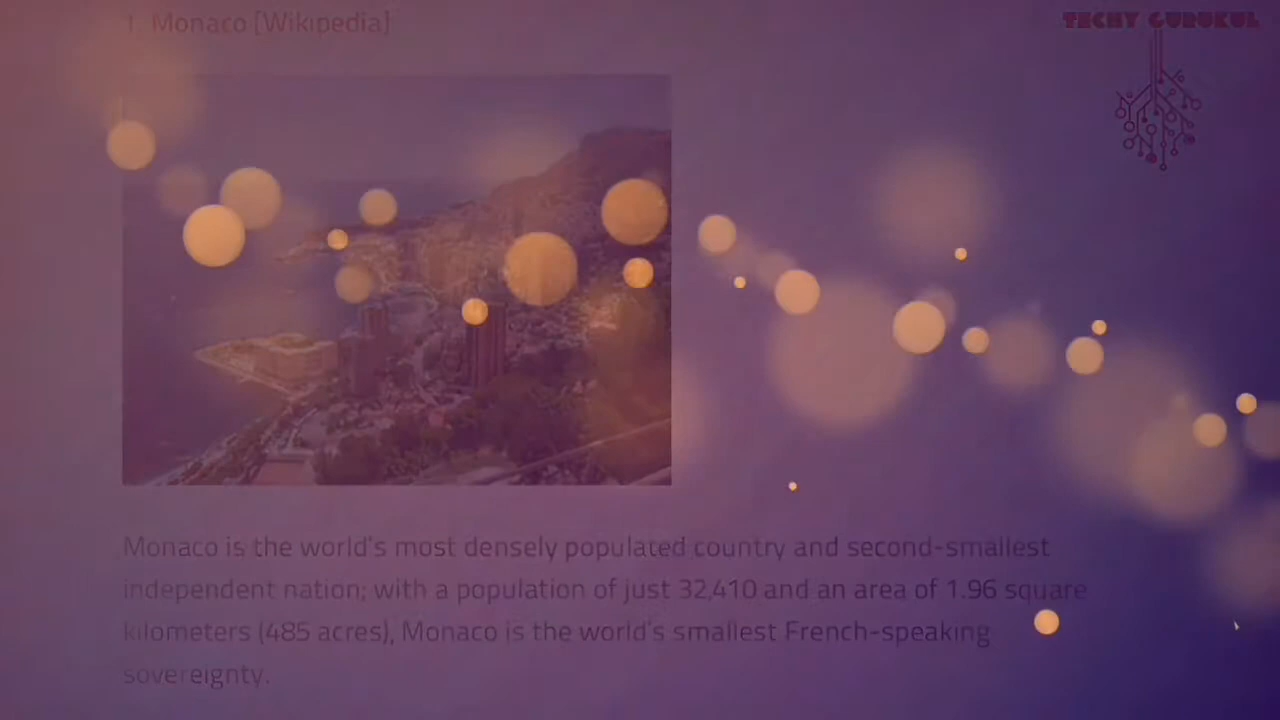 1. Monaco [Wikipedia]
TECHY GURUKUL
Monaco is the world's most densely populated country and second-smallest
independent nation; with a population of just 32,410 and an area of 1.96 square
kilometers (485 acres), Monaco is the world's smallest French-speaking
sovereignty.